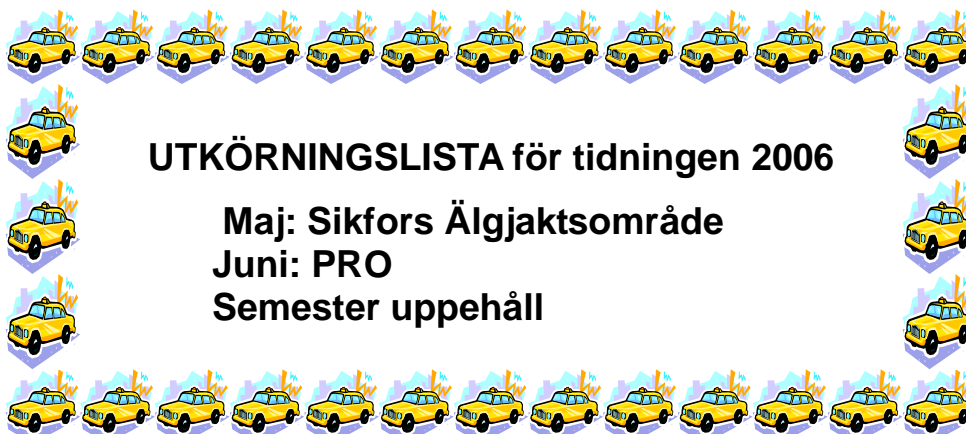 UTKÖRNINGSLISTA för tidningen 2006
Maj: Sikfors Älgjaktsområde
Juni: PRO
Semester uppehåll